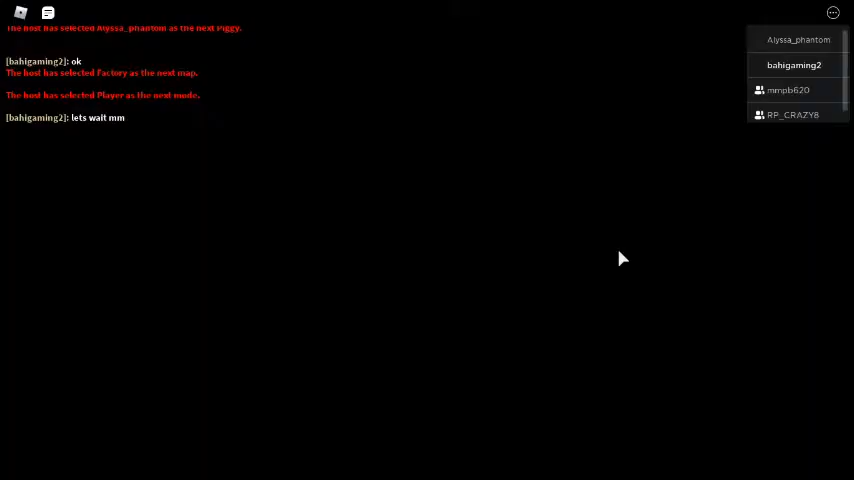 The host has selected Alyssa_phantom as the next Piggy.
[bahigaming2]: ok
The host has selected Factory as the next map.
The host has selected Player as the next mode.
[bahigaming2]: lets wait mm
Alyssa_phantom
bahigaming2
mmpb620
RP_CRAZY8